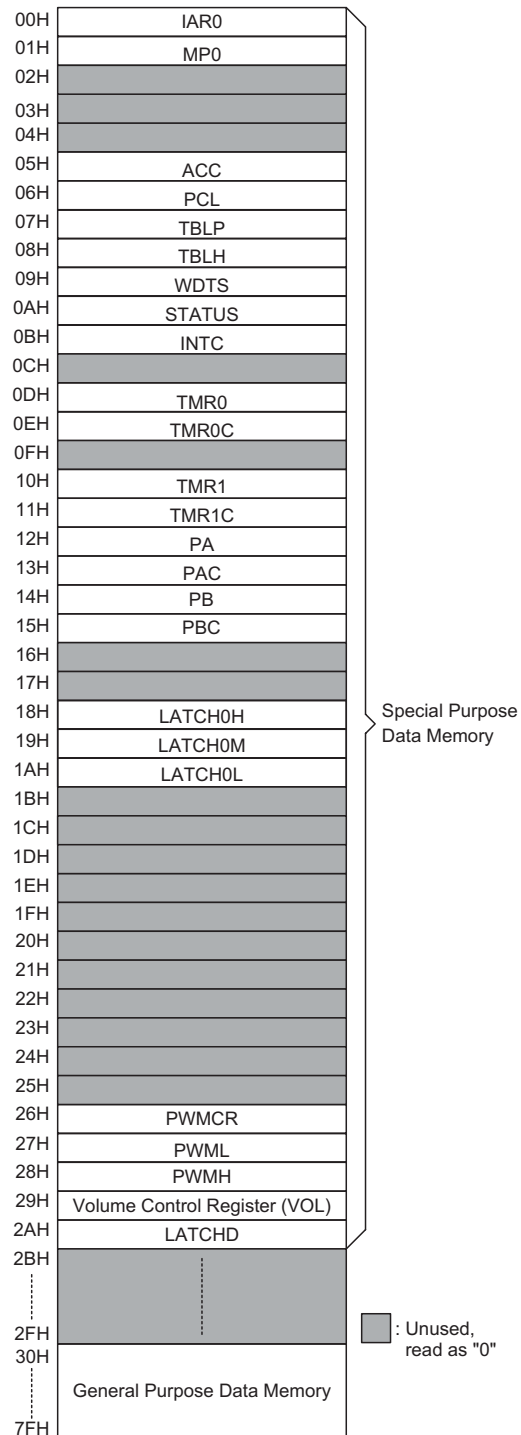 00H IAR0
01H MP0
02H
03H
04H
05H ACC
06H PCL
07H TBLP
08H TBLH
09H WDTS
0AH STATUS
0BH INTC
0CH
0DH TMR0
0EH TMR0C
0FH
10H TMR1
11H TMR1C
12H PA
13H PAC
14H PB
15H PBC
16H
17H
18H LATCH0H
19H LATCH0M
1AH LATCH0L
1BH
1CH
1DH
1EH
1FH
20H
21H
22H
23H
24H
25H
26H PWMCR
27H PWML
28H PWMH
29H Volume Control Register (VOL)
2AH LATCHD
2BH
2FH
30H
General Purpose Data Memory
7FH
Special Purpose
Data Memory
: Unused,
read as "0"